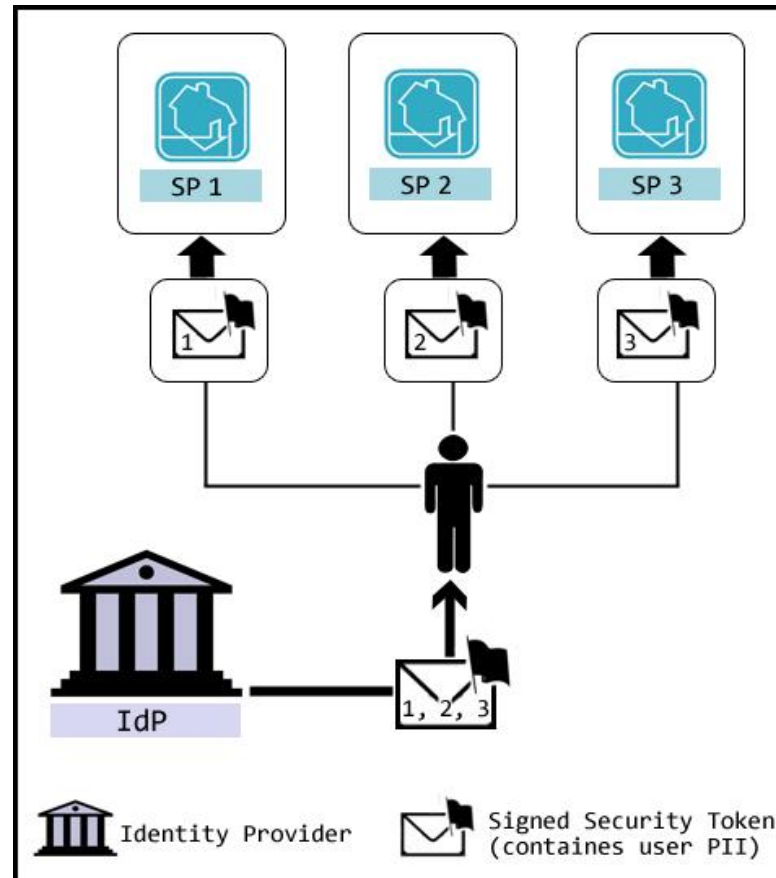 SP 1
SP 2
SP 3
1
2
3
1, 2, 3
IdP
Identity Provider
Signed Security Token
(containes user PII)